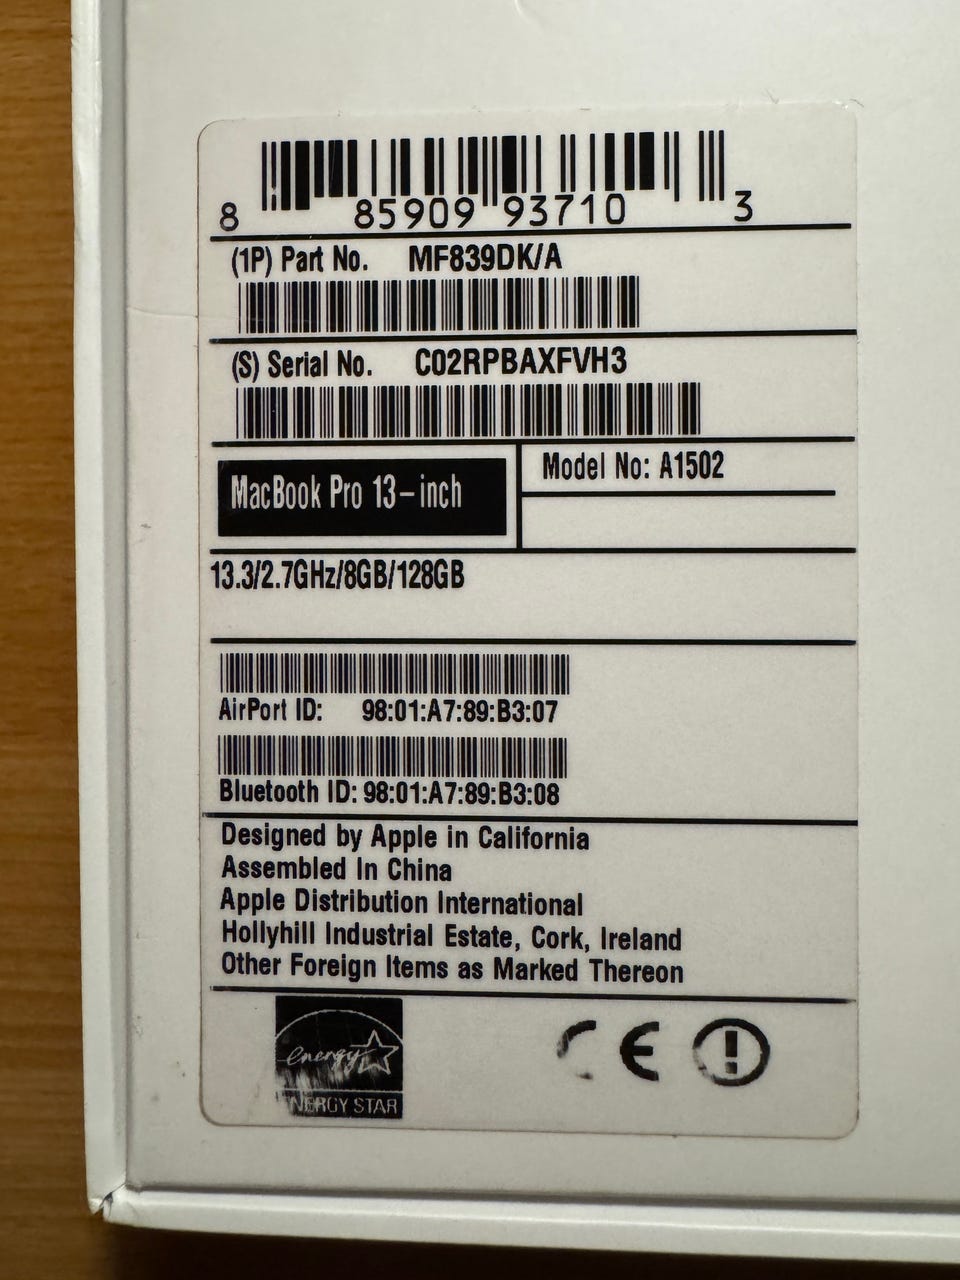 8 85909 93710 3
(1P) Part No. MF839DK/A
(S) Serial No. C02RPBAXFVH3
MacBook Pro 13-inch
Model No: A1502
13.3/2.7GHz/8GB/128GB
AirPort ID: 98:01:A7:89:B3:07
Bluetooth ID: 98:01:A7:89:B3:08
Designed by Apple in California
Assembled In China
Apple Distribution International
Hollyhill Industrial Estate, Cork, Ireland
Other Foreign Items as Marked Thereon
energy
ENERGY STAR
CE